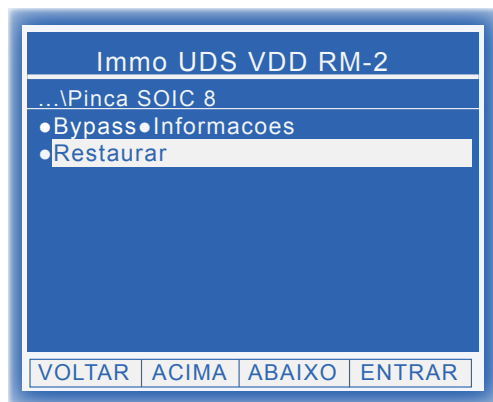 Immo UDS VDD RM-2
...\Pinca SOIC 8
●Bypass●Informacoes
●Restaurar
VOLTAR ACIMA ABAIXO ENTRAR